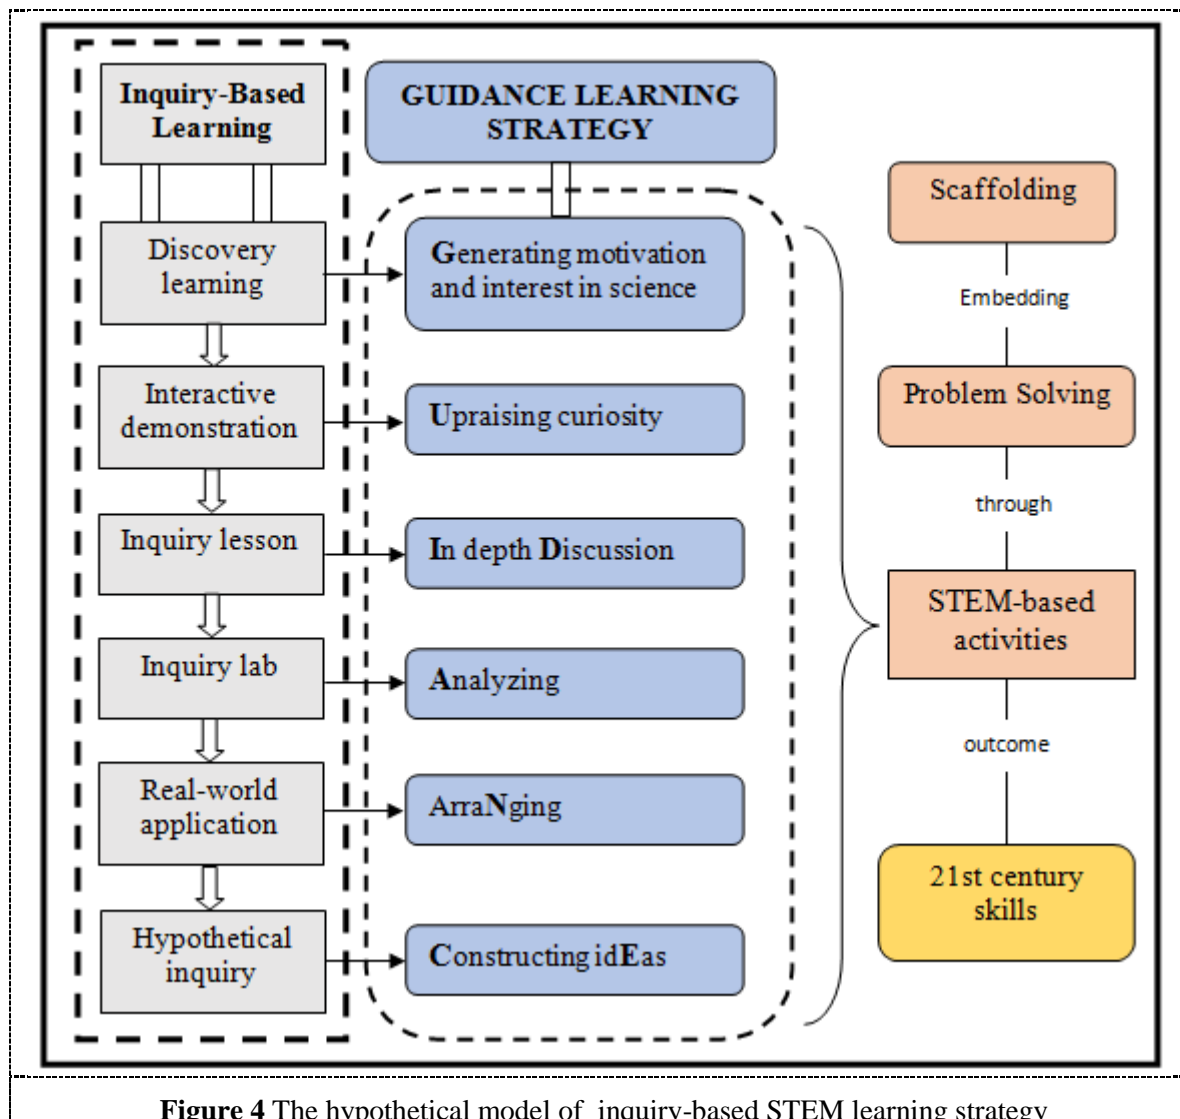 Inquiry-Based
Learning
Discovery
learning
Interactive
demonstration
Inquiry lesson
Inquiry lab
Real-world
application
Hypothetical
inquiry
GUIDANCE LEARNING
STRATEGY
Generating motivation
and interest in science
Upraising curiosity
In depth Discussion
Analyzing
ArraNging
Constructing idEas
Scaffolding
Embedding
Problem Solving
through
STEM-based
activities
outcome
21st century
skills
Figure 4 The hypothetical model of inquiry-based STEM learning strategy